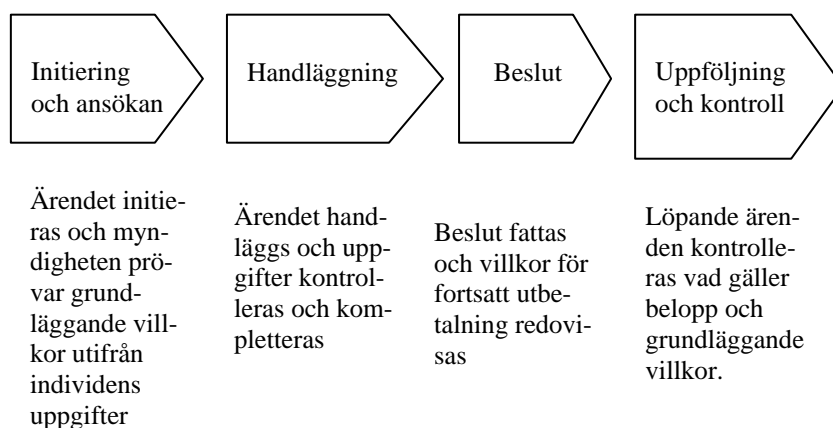 Initiering
och ansökan
Handläggning
Beslut
Uppföljning
och kontroll
Ärendet initie-
ras och myn-
digheten prö-
var grund-
läggande vill-
kor utifrån
individens
uppgifter
Ärendet hand-
läggs och upp-
gifter kontrol-
leras och kom-
pletteras
Beslut fattas
och villkor för
fortsatt utbe-
talning redovi-
sas
Löpande ären-
den kontrolle-
ras vad gäller
belopp och
grundläggande
villkor.